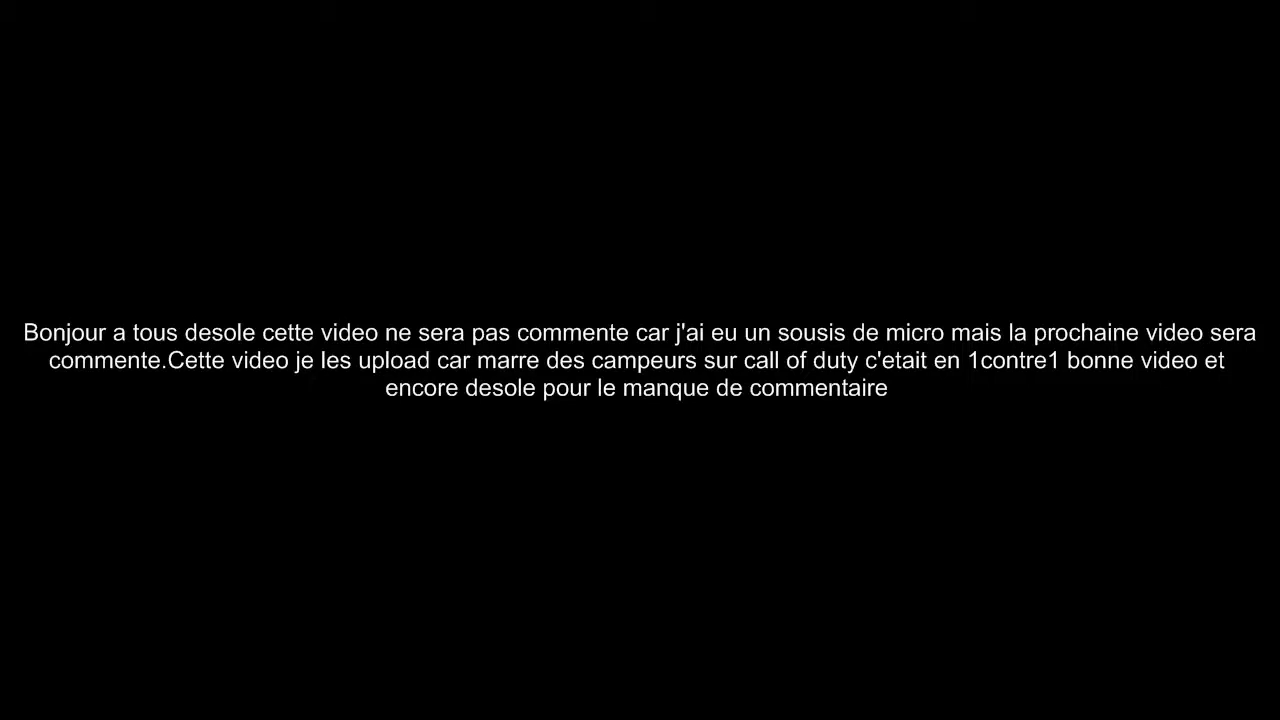 Bonjour a tous desole cette video ne sera pas commente car j'ai eu un sousis de micro mais la prochaine video sera
commente.Cette video je les upload car marre des campeurs sur call of duty c'etait en 1contre1 bonne video et
encore desole pour le manque de commentaire